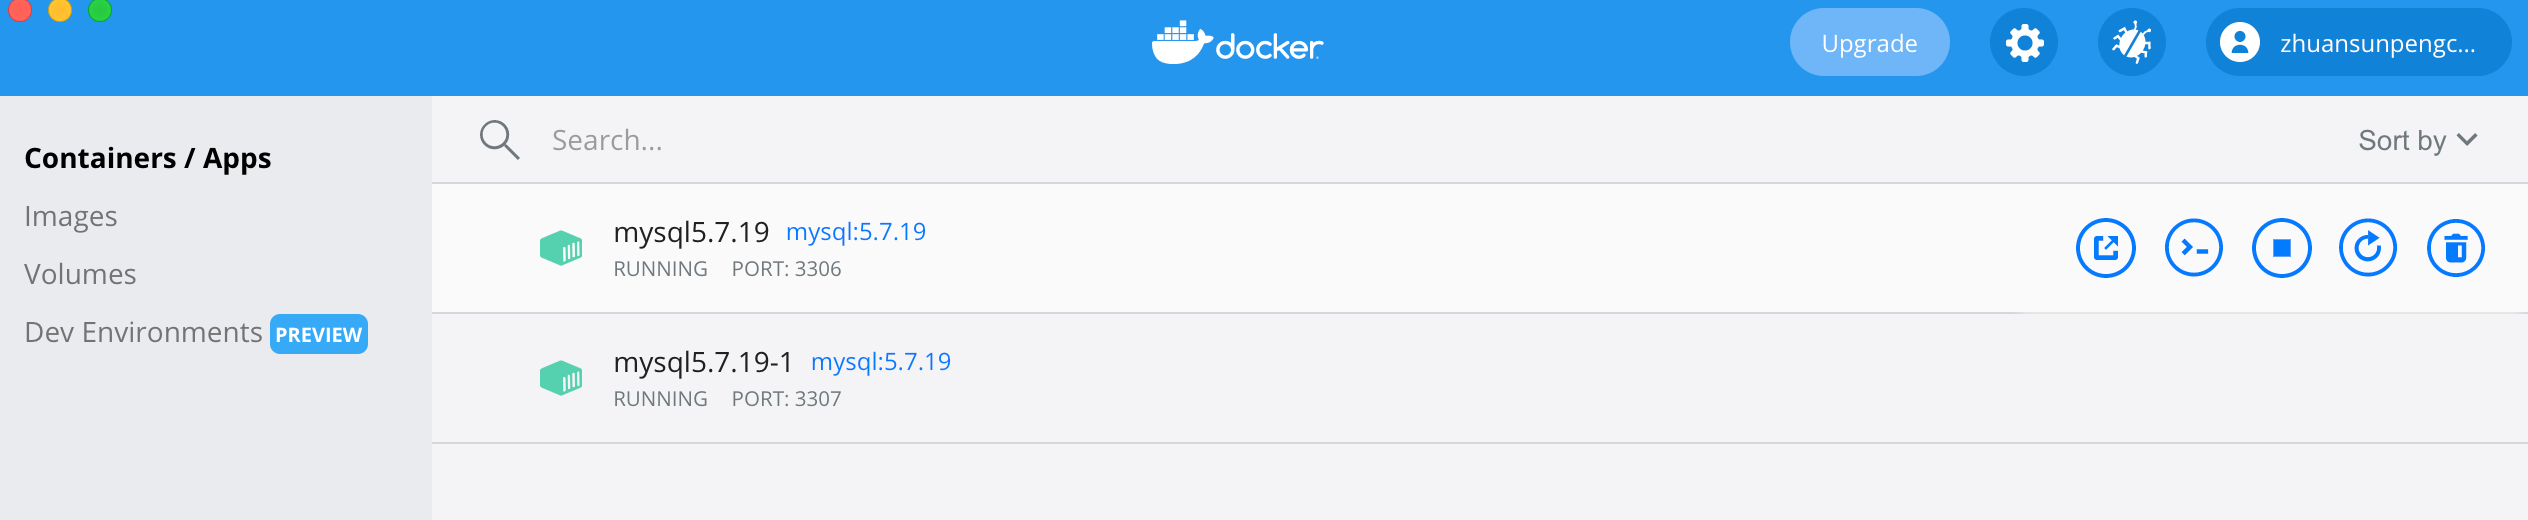 docker
Upgrade
zhuansunpengc...
Containers / Apps
Images
Volumes
Dev Environments PREVIEW
Search...
Sort by
mysql5.7.19 mysql:5.7.19
RUNNING PORT: 3306
mysql5.7.19-1 mysql:5.7.19
RUNNING PORT: 3307